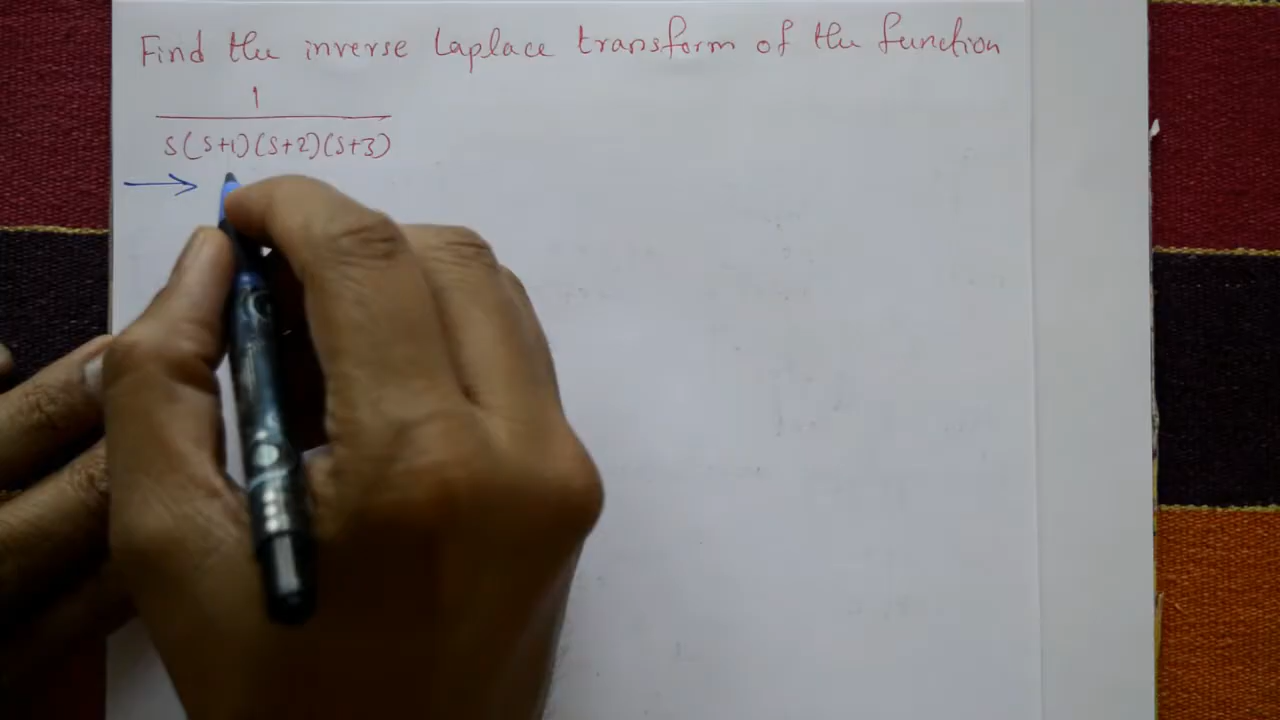 Find the inverse Laplace transform of the function
1
s(s+1)(s+2)(s+3)
→